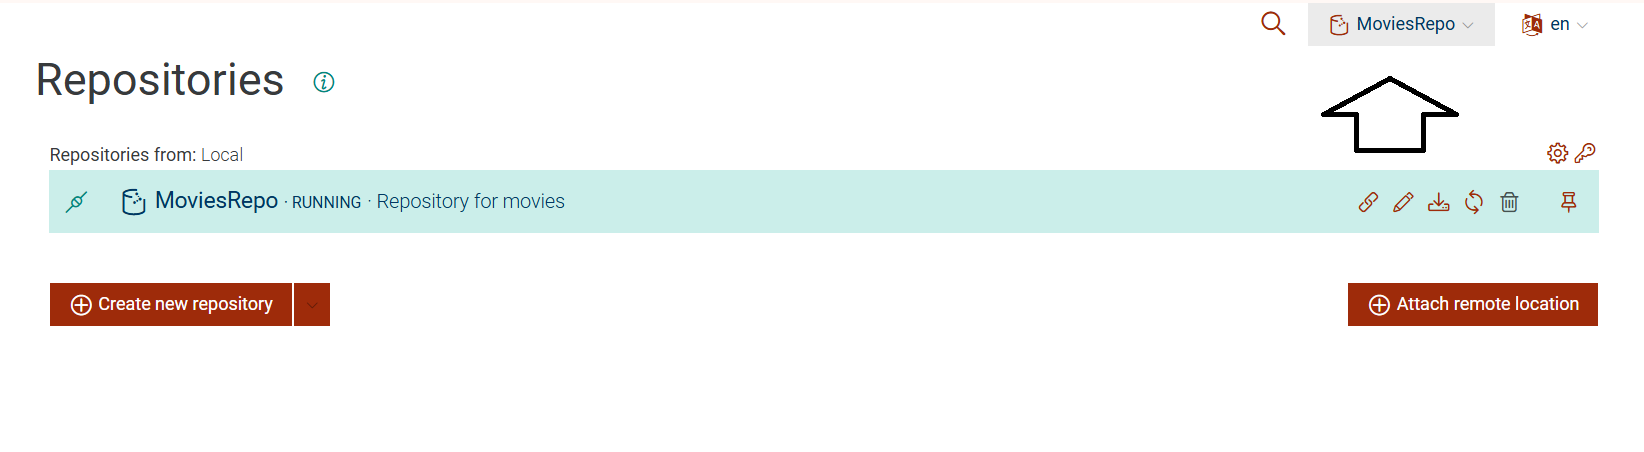 MoviesRepo en
Repositories
Repositories from: Local
MoviesRepo · RUNNING · Repository for movies
Create new repository Attach remote location